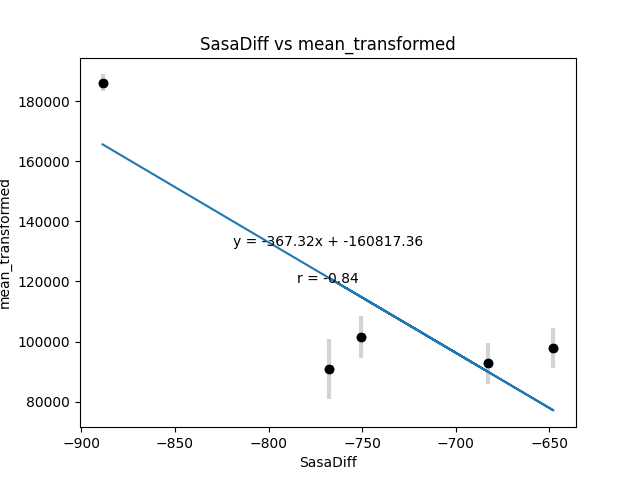 SasaDiff vs mean_transformed
180000
160000
140000
120000
100000
80000
mean_transformed
y = -367.32x + -160817.36
r = -0.84
−900 −850 −800 −750 −700 −650
SasaDiff